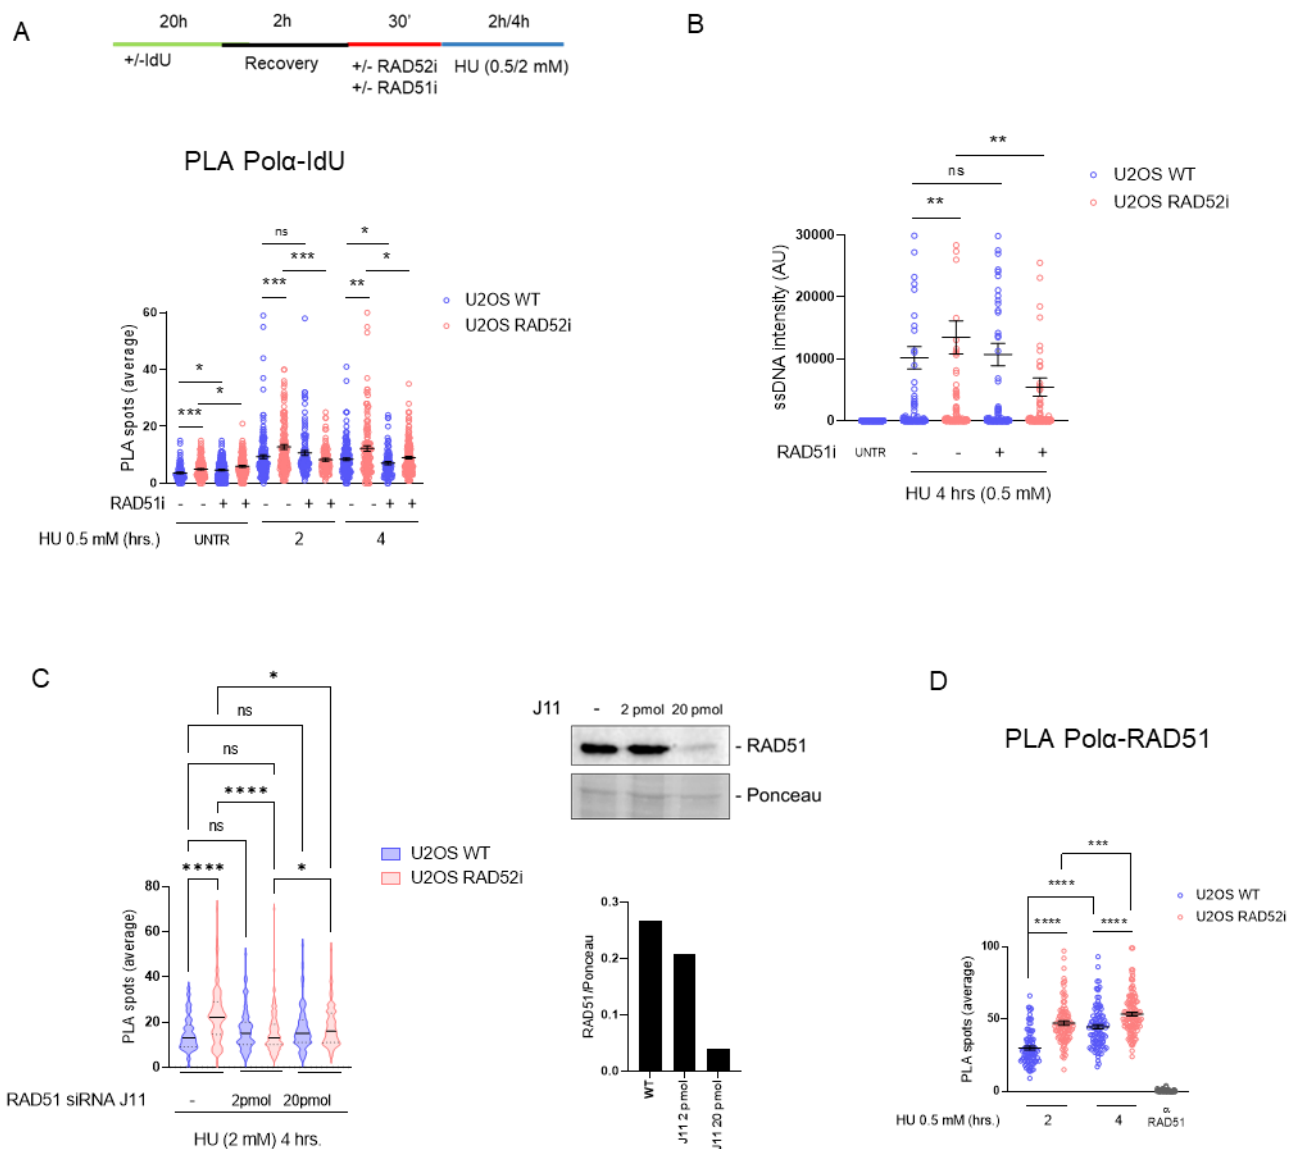 A
20h 2h 30' 2h/4h
+/-IdU Recovery +/- RAD52i HU (0.5/2 mM)
+/- RAD51i
PLA Polα-IdU
ns *
*** *
*** **
*
*
***
U2OS WT
U2OS RAD52i
PLA spots (average)
60
40
20
0
RAD51i - - + + - - + + - - + +
HU 0.5 mM (hrs.) UNTR 2 4
B
**
ns
**
U2OS WT
U2OS RAD52i
ssDNA intensity (AU)
30000
20000
10000
0
RAD51i UNTR - - + +
HU 4 hrs (0.5 mM)
C
*
ns
ns
****
ns
**** *
U2OS WT
U2OS RAD52i
PLA spots (average)
80
60
40
20
0
RAD51 siRNA J11 - 2pmol 20pmol
HU (2 mM) 4 hrs.
J11 - 2 pmol 20 pmol
- RAD51
- Ponceau
RAD51/Ponceau
0.3
0.2
0.1
0.0
WT
J11 2 pmol
J11 20 pmol
D
PLA Polα-RAD51
***
****
**** ****
U2OS WT
U2OS RAD52i
PLA spots (average)
100
50
0
HU 0.5 mM (hrs.) 2 4 α
RAD51